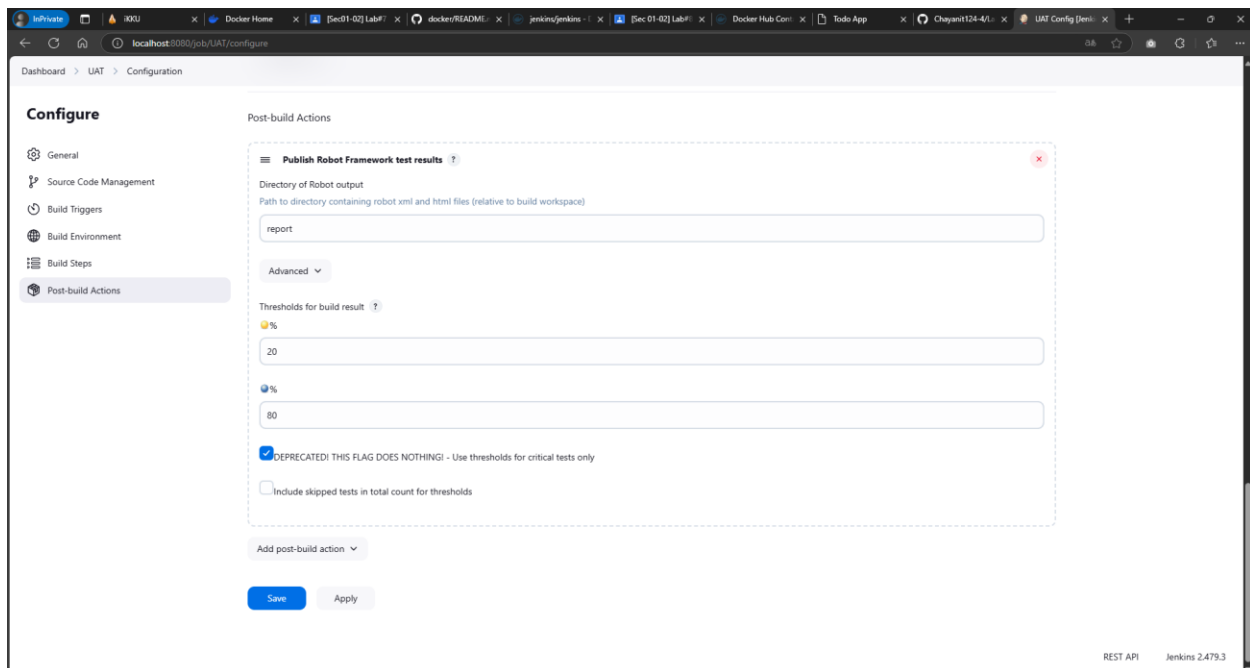 InPrivate
iKKU
Docker Home
[Sec01-02] Lab#7
docker/README.
jenkins/jenkins -
[Sec 01-02] Lab#
Docker Hub Cont
Todo App
Chayanit124-4/L
UAT Config [Jenki
localhost:8080/job/UAT/configure
Dashboard > UAT > Configuration
Configure
General
Source Code Management
Build Triggers
Build Environment
Build Steps
Post-build Actions
Post-build Actions
Publish Robot Framework test results ?
Directory of Robot output
Path to directory containing robot xml and html files (relative to build workspace)
report
Advanced
Thresholds for build result ?
%
20
%
80
DEPRECATED! THIS FLAG DOES NOTHING! - Use thresholds for critical tests only
Include skipped tests in total count for thresholds
Add post-build action
Save
Apply
REST API
Jenkins 2.479.3